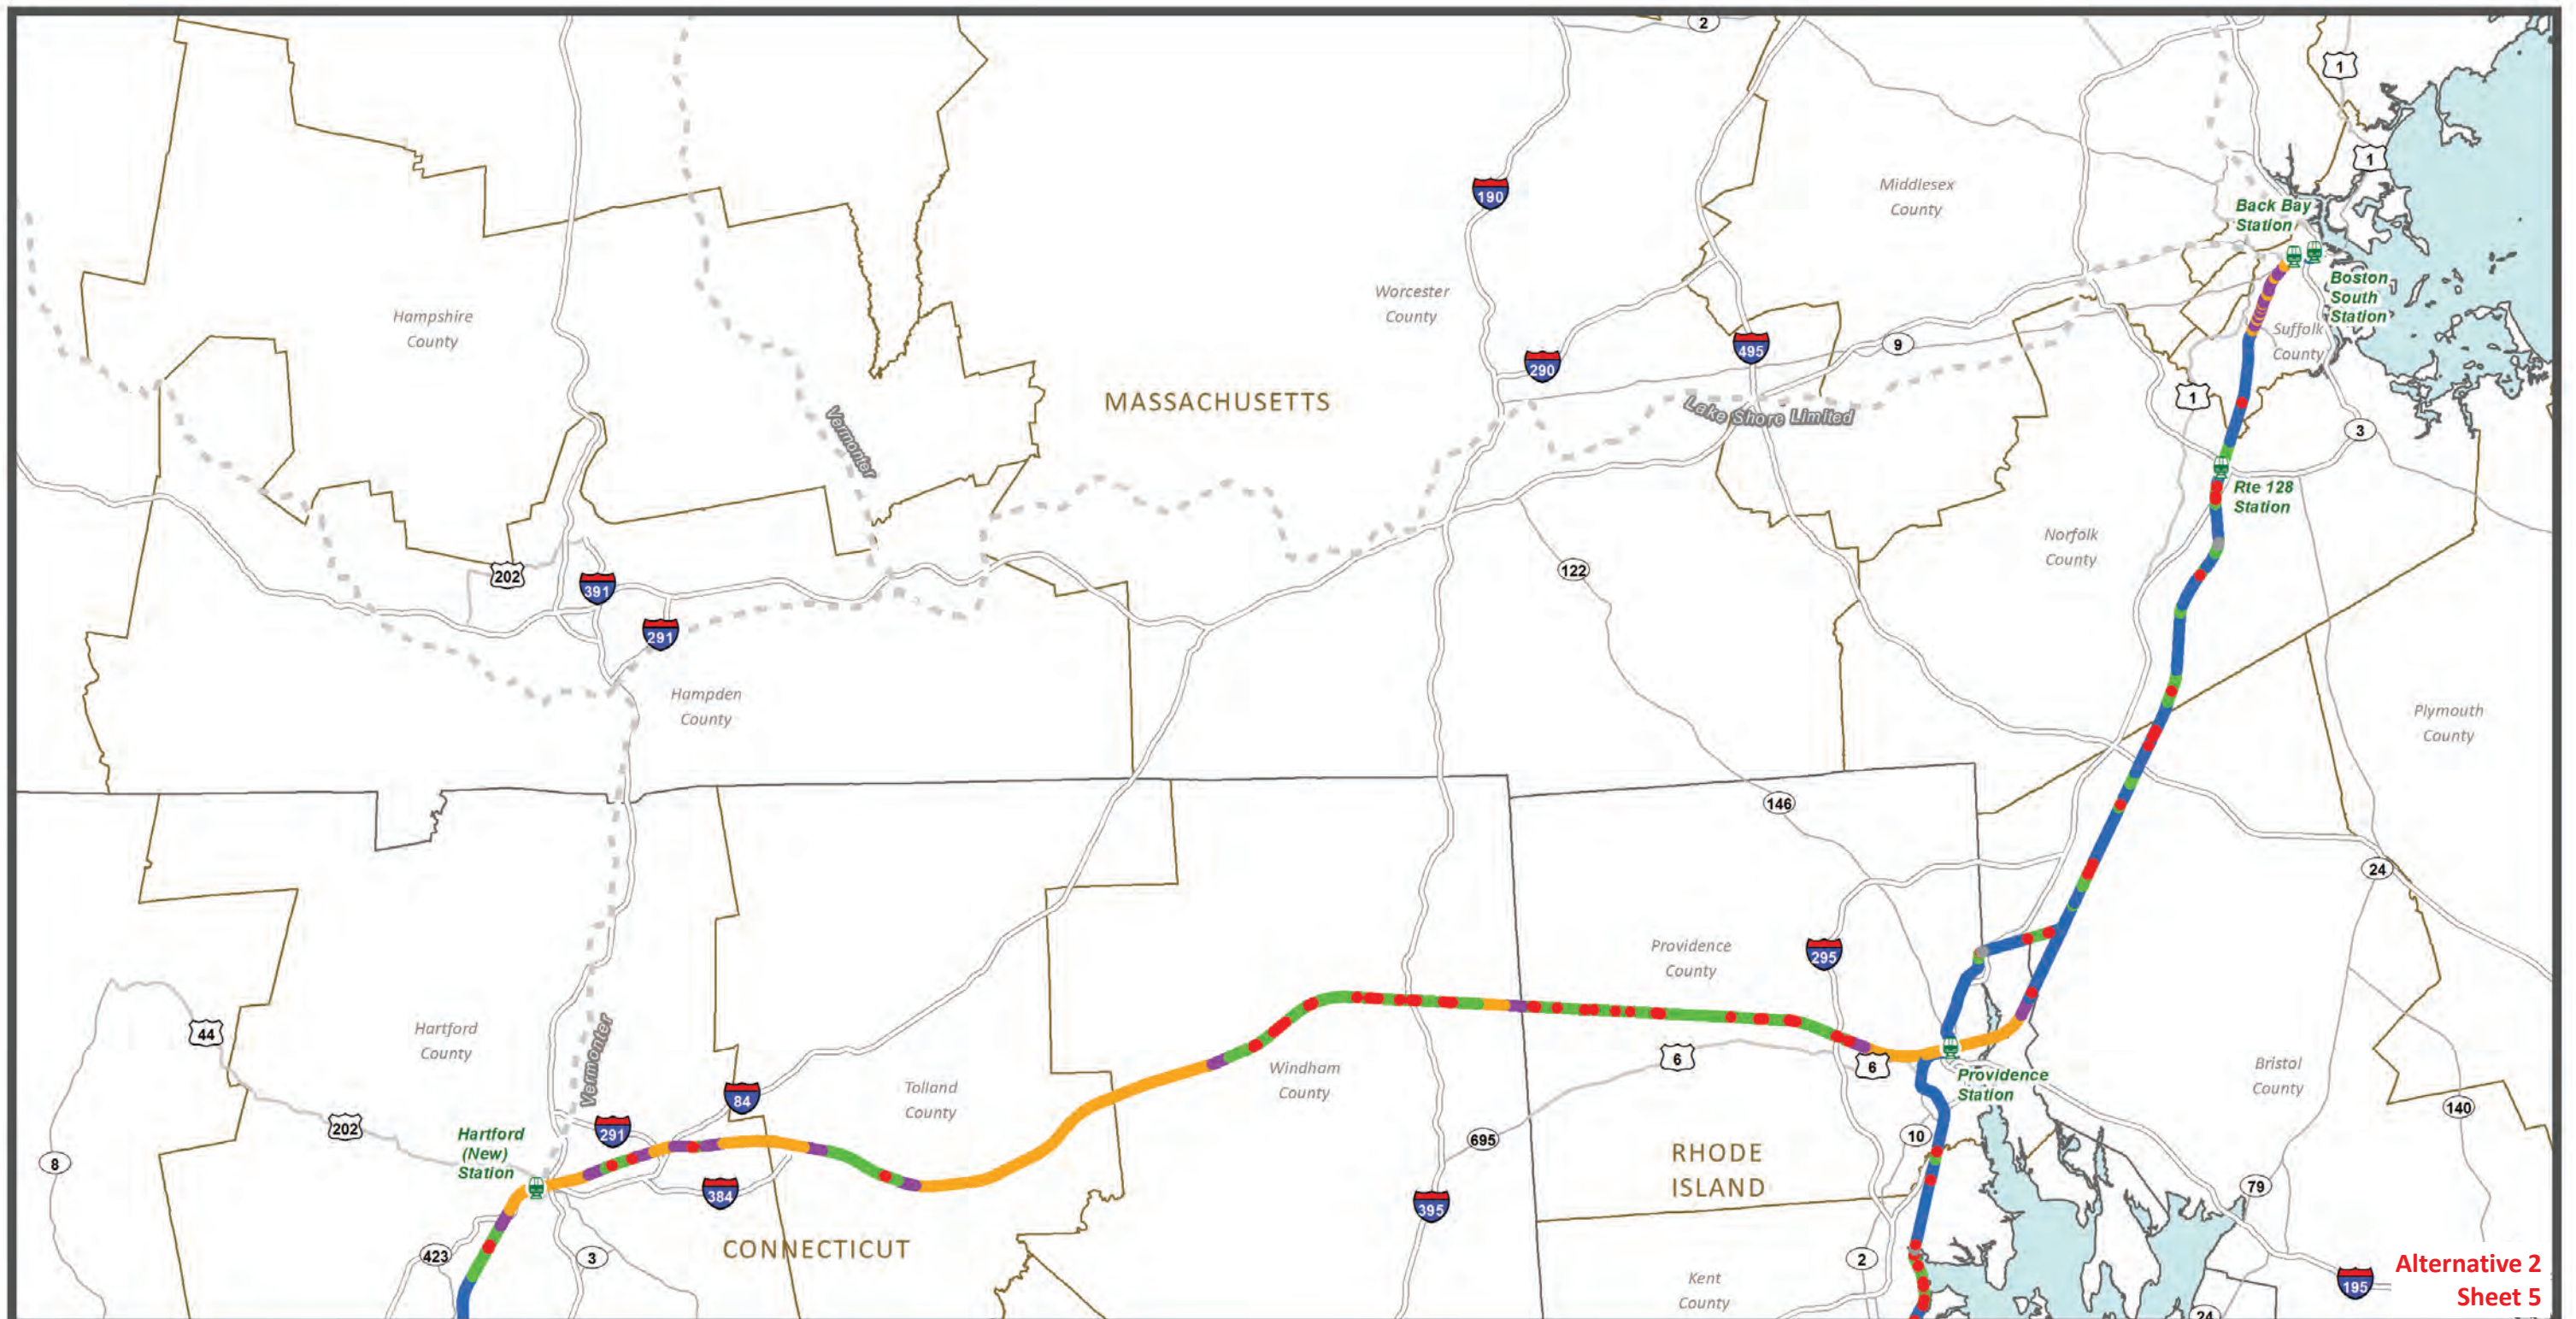 2
1
1
190
Middlesex
County
Back Bay
Station
Boston
South
Station
Worcester
County
Hampshire
County
Suffolk
County
495
9
290
1
MASSACHUSETTS
Vermonter
Lake Shore Limited
3
Rte 128
Station
Norfolk
County
202
391
122
291
Hampden
County
Plymouth
County
146
24
Providence
County
295
44
Hartford
County
Vermonter
6
6
Windham
County
Bristol
County
Providence
Station
84
Tolland
County
140
202
291
Hartford
(New)
Station
10
695
RHODE
ISLAND
8
384
395
79
423
3
CONNECTICUT
2
Kent
County
195
24
Alternative 2
Sheet 5